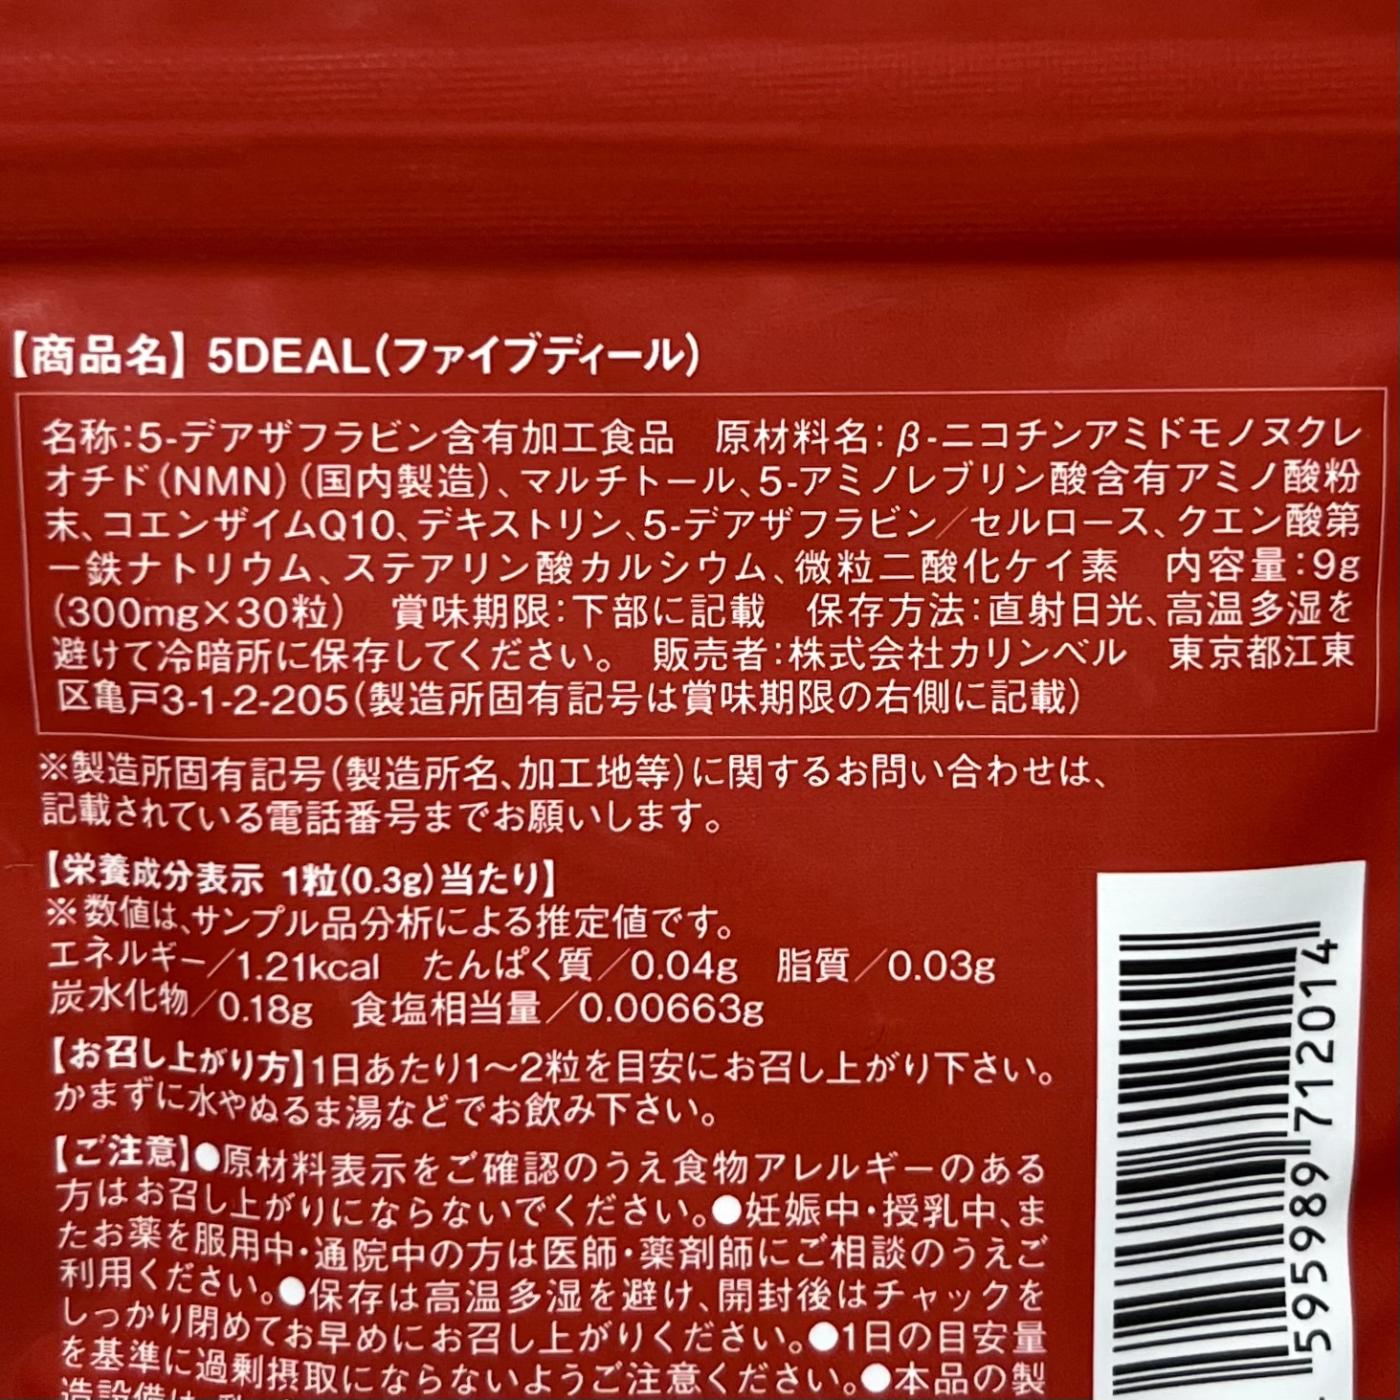 【商品名】 5DEAL(ファイブディール)
名称:5-デアザフラビン含有加工食品 原材料名:β-ニコチンアミドモノヌクレ
オチド(NMN)(国内製造)、マルチトール、5-アミノレブリン酸含有アミノ酸粉
末、コエンザイムQ10、デキストリン、5-デアザフラビン/セルロース、クエン酸第
一鉄ナトリウム、ステアリン酸カルシウム、微粒二酸化ケイ素 内容量:9g
(300mg×30粒) 賞味期限:下部に記載 保存方法:直射日光、高温多湿を
避けて冷暗所に保存してください。 販売者:株式会社カリンベル 東京都江東
区亀戸3-1-2-205(製造所固有記号は賞味期限の右側に記載)
※製造所固有記号(製造所名、加工地等)に関するお問い合わせは、
記載されている電話番号までお願いします。
【栄養成分表示 1粒(0.3g)当たり】
※数値は、サンプル品分析による推定値です。
エネルギー/1.21kcal たんぱく質/0.04g 脂質/0.03g
炭水化物/0.18g 食塩相当量/0.00663g
【お召し上がり方】1日あたり1〜2粒を目安にお召し上がり下さい。
かまずに水やぬるま湯などでお飲み下さい。
【ご注意】●原材料表示をご確認のうえ食物アレルギーのある
方はお召し上がりにならないでください。●妊娠中・授乳中、ま
たお薬を服用中・通院中の方は医師・薬剤師にご相談のうえご
利用ください。●保存は高温多湿を避け、開封後はチャックを
しっかり閉めてお早めにお召し上がりください。●1日の目安量
を基準に過剰摂取にならないようご注意ください。●本品の製
造設備は
595989 712014